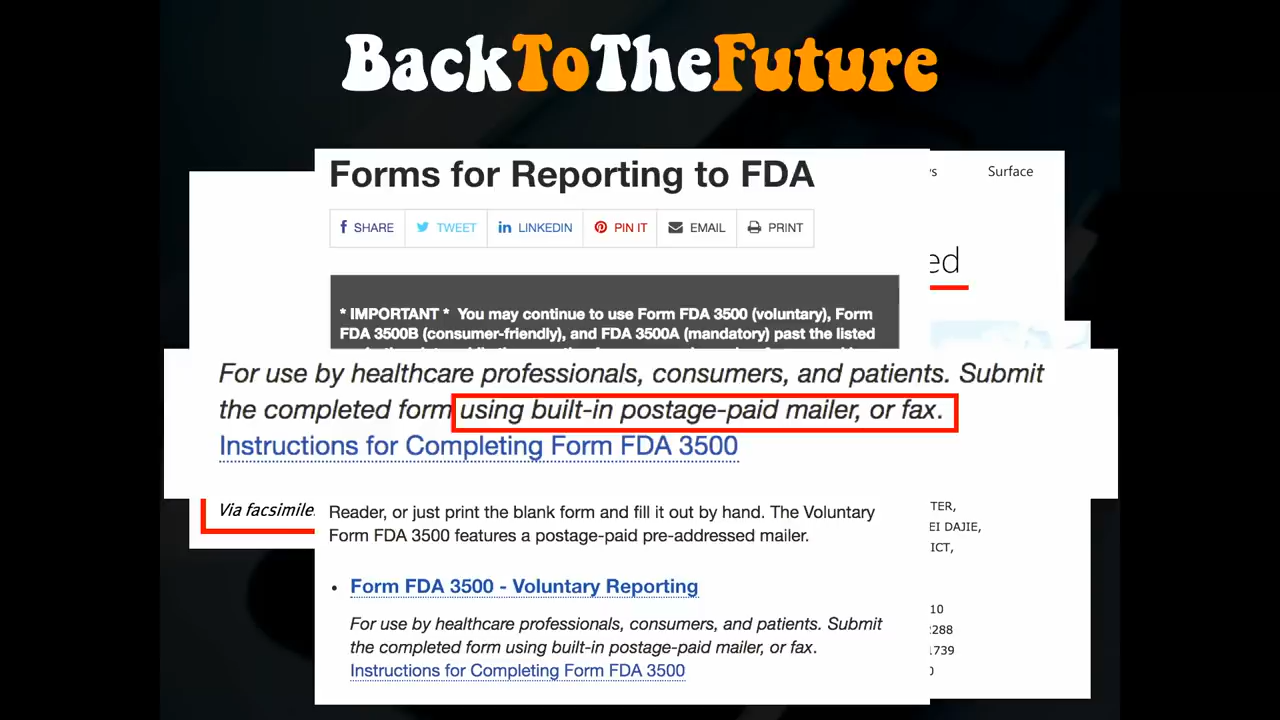 BackToTheFuture
Forms for Reporting to FDA
Surface
SHARE TWEET LINKEDIN PIN IT EMAIL PRINT
ed
* IMPORTANT * You may continue to use Form FDA 3500 (voluntary), Form
FDA 3500B (consumer-friendly), and FDA 3500A (mandatory) past the listed
For use by healthcare professionals, consumers, and patients. Submit
the completed form using built-in postage-paid mailer, or fax.
Instructions for Completing Form FDA 3500
Via facsimile.
Reader, or just print the blank form and fill it out by hand. The Voluntary
Form FDA 3500 features a postage-paid pre-addressed mailer.
TER,
EI DAJIE,
ICT,
Form FDA 3500 - Voluntary Reporting
For use by healthcare professionals, consumers, and patients. Submit
the completed form using built-in postage-paid mailer, or fax.
Instructions for Completing Form FDA 3500
10
2288
1739
0